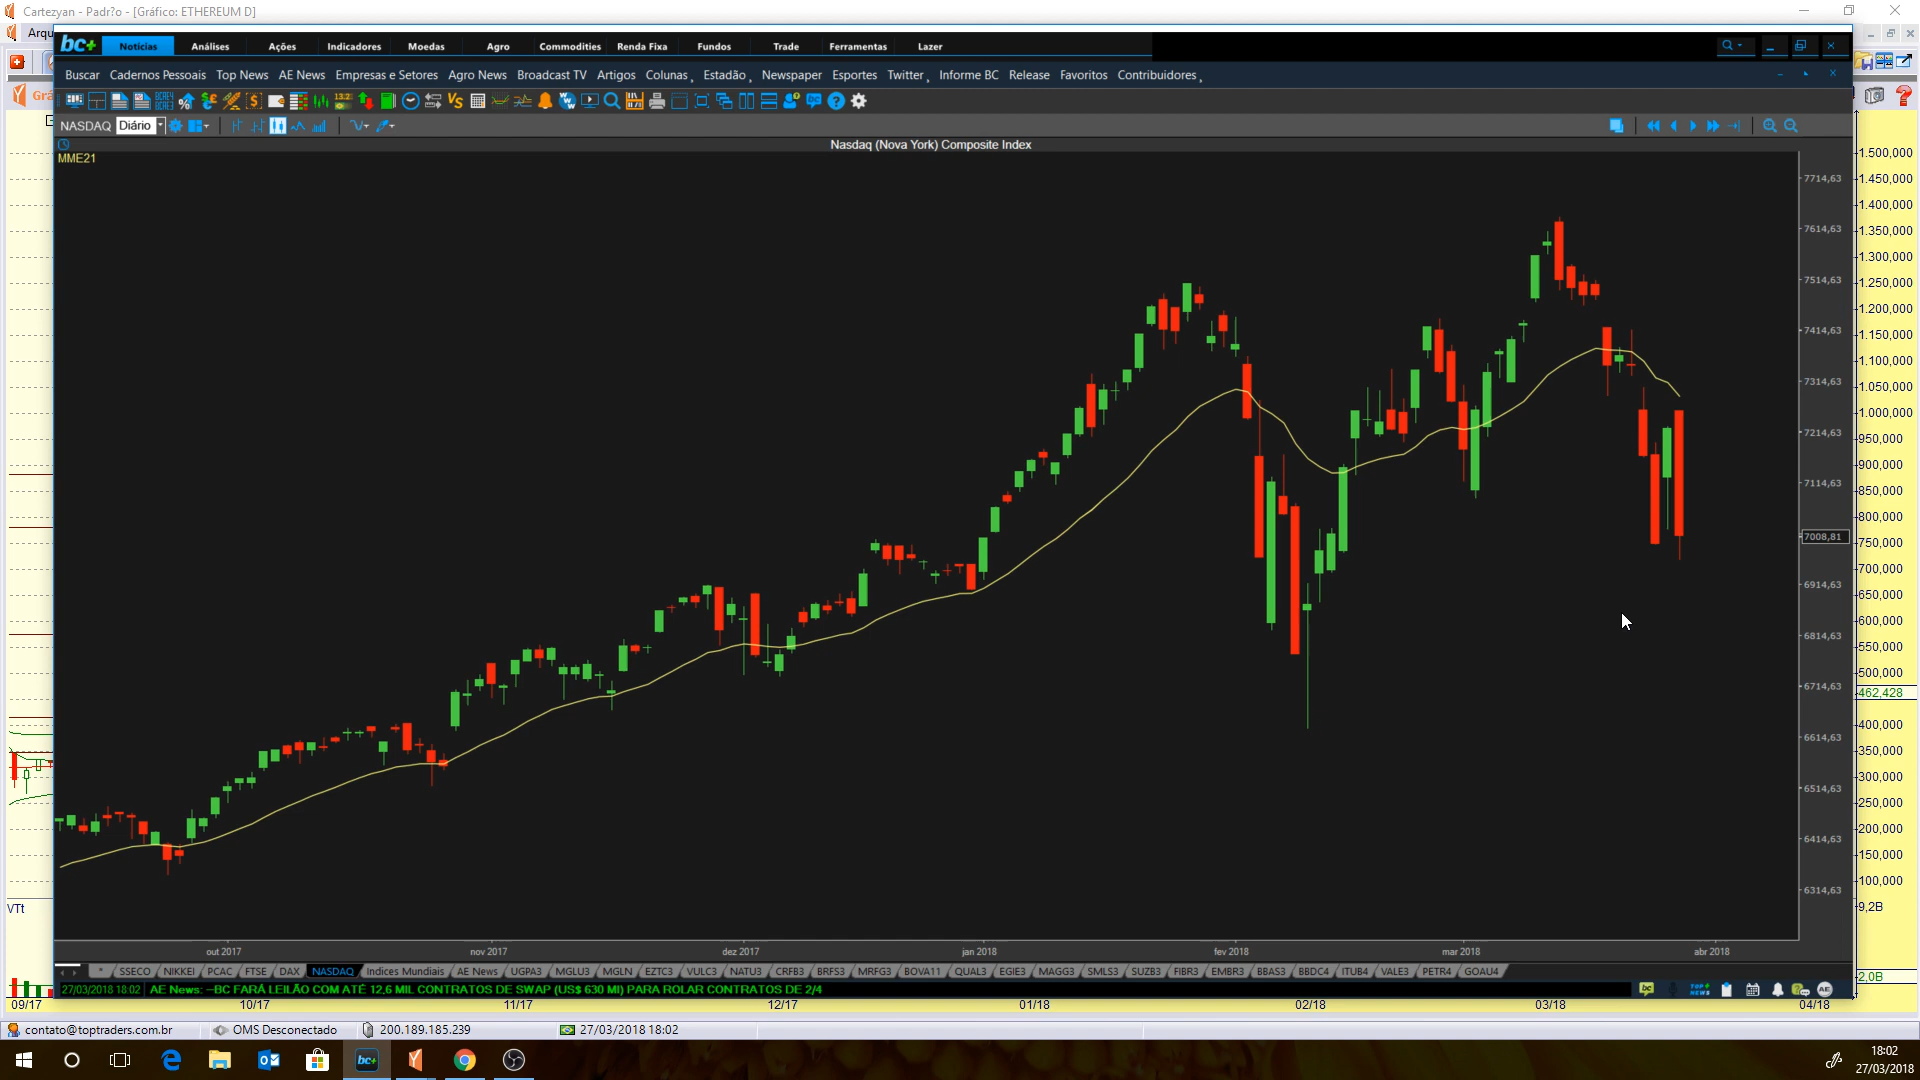 Cartezyan - Padr?o - [Gráfico: ETHEREUM D]
Arqu
bc+ Notícias Análises Ações Indicadores Moedas Agro Commodities Renda Fixa Fundos Trade Ferramentas Lazer
Buscar Cadernos Pessoais Top News AE News Empresas e Setores Agro News Broadcast TV Artigos Colunas Estadão Newspaper Esportes Twitter Informe BC Release Favoritos Contribuidores
Grá
NASDAQ Diário
Nasdaq (Nova York) Composite Index
MME21
7714,63
7614,63
7514,63
7414,63
7314,63
7214,63
7114,63
7008,81
6914,63
6814,63
6714,63
6614,63
6514,63
6414,63
6314,63
1.500,000
1.450,000
1.400,000
1.350,000
1.300,000
1.250,000
1.200,000
1.150,000
1.100,000
1.050,000
1.000,000
950,000
900,000
850,000
800,000
750,000
700,000
650,000
600,000
550,000
500,000
462,428
400,000
350,000
300,000
250,000
200,000
150,000
100,000
VTt
9,2B
2,0B
out 2017 nov 2017 dez 2017 jan 2018 fev 2018 mar 2018 abr 2018
* SSECO NIKKEI PCAC FTSE DAX NASDAQ Indices Mundiais AE News UGPA3 MGLU3 MGLN EZTC3 VULC3 NATU3 CRFB3 BRFS3 MRFG3 BOVA11 QUAL3 EGIE3 MAGG3 SMLS3 SUZB3 FIBR3 EMBR3 BBAS3 BBDC4 ITUB4 VALE3 PETR4 GOAU4
27/03/2018 18:02 AE News: —BC FARÁ LEILÃO COM ATÉ 12,6 MIL CONTRATOS DE SWAP (US$ 630 MI) PARA ROLAR CONTRATOS DE 2/4
09/17 10/17 11/17 12/17 01/18 02/18 03/18 04/18
contato@toptraders.com.br OMS Desconectado 200.189.185.239 27/03/2018 18:02
bc+
18:02
27/03/2018